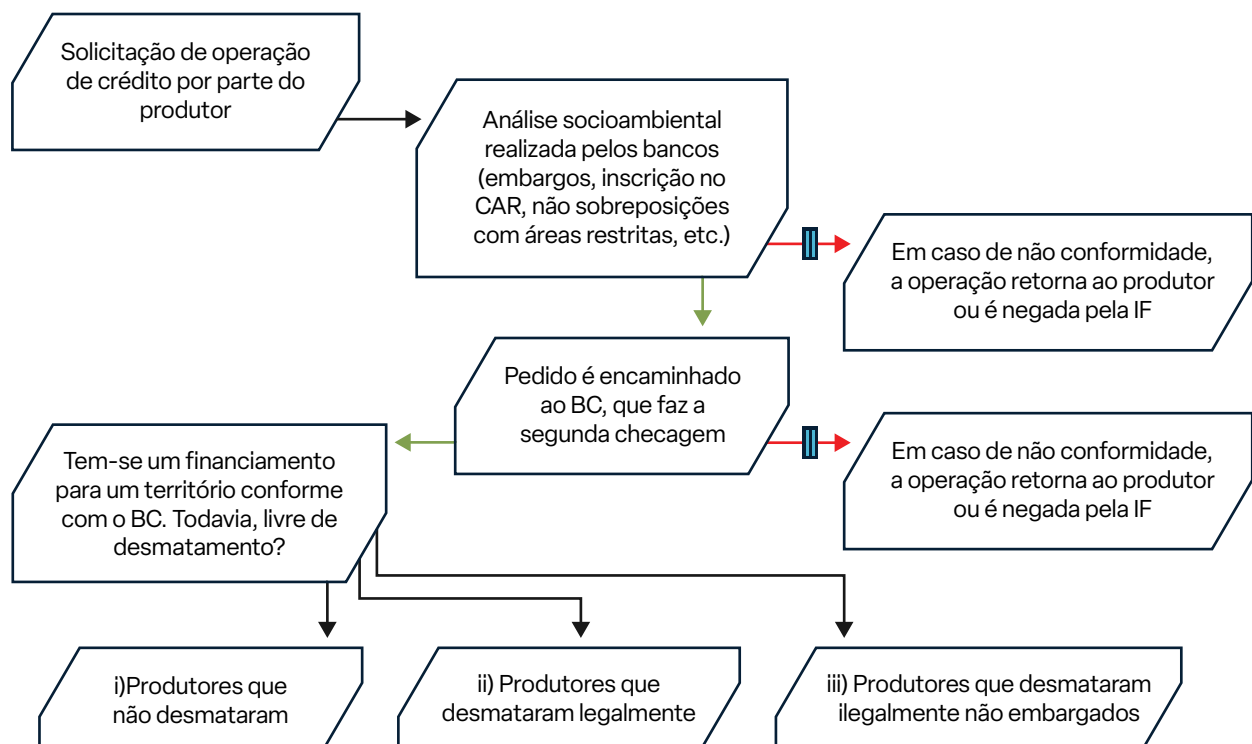 Solicitação de operação
de crédito por parte do
produtor
Análise socioambiental
realizada pelos bancos
(embargos, inscrição no
CAR, não sobreposições
com áreas restritas, etc.)
Em caso de não conformidade,
a operação retorna ao produtor
ou é negada pela IF
Pedido é encaminhado
ao BC, que faz a
segunda checagem
Em caso de não conformidade,
a operação retorna ao produtor
ou é negada pela IF
Tem-se um financiamento
para um território conforme
com o BC. Todavia, livre de
desmatamento?
i)Produtores que
não desmataram
ii) Produtores que
desmataram legalmente
iii) Produtores que desmataram
ilegalmente não embargados